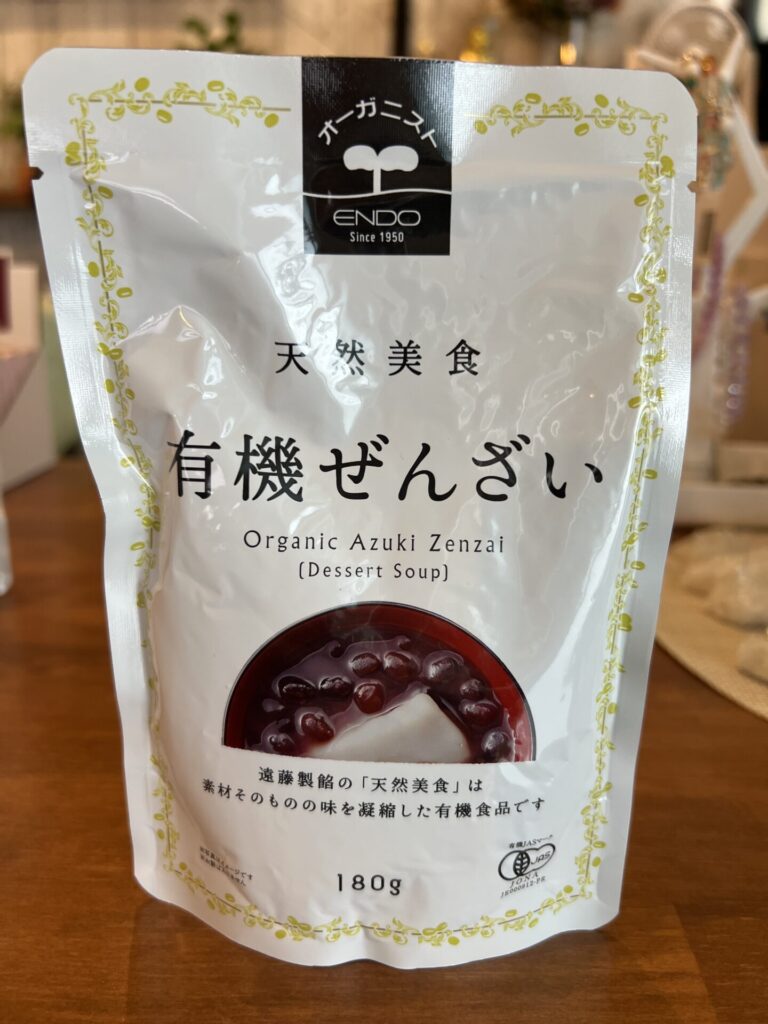 オーガニスト
ENDO
Since 1950
天然美食
有機ぜんざい
Organic Azuki Zenzai
(Dessert Soup)
遠藤製餡の「天然美食」は
素材そのものの味を凝縮した有機食品です
180g
有機JASマーク
JAS
JONA